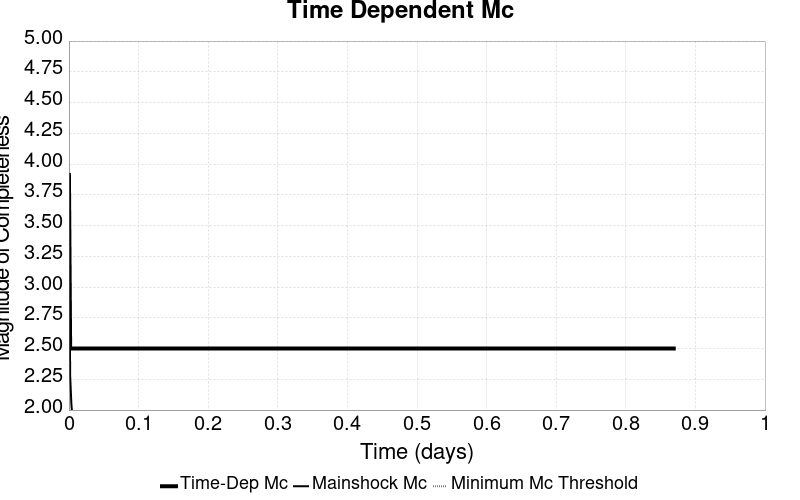 Time Dependent Mc
5.00
4.75
4.50
4.25
4.00
3.75
3.50
3.25
3.00
2.75
2.50
2.25
2.00
Magnitude of Completeness
0 0.1 0.2 0.3 0.4 0.5 0.6 0.7 0.8 0.9 1
Time (days)
Time-Dep Mc Mainshock Mc Minimum Mc Threshold